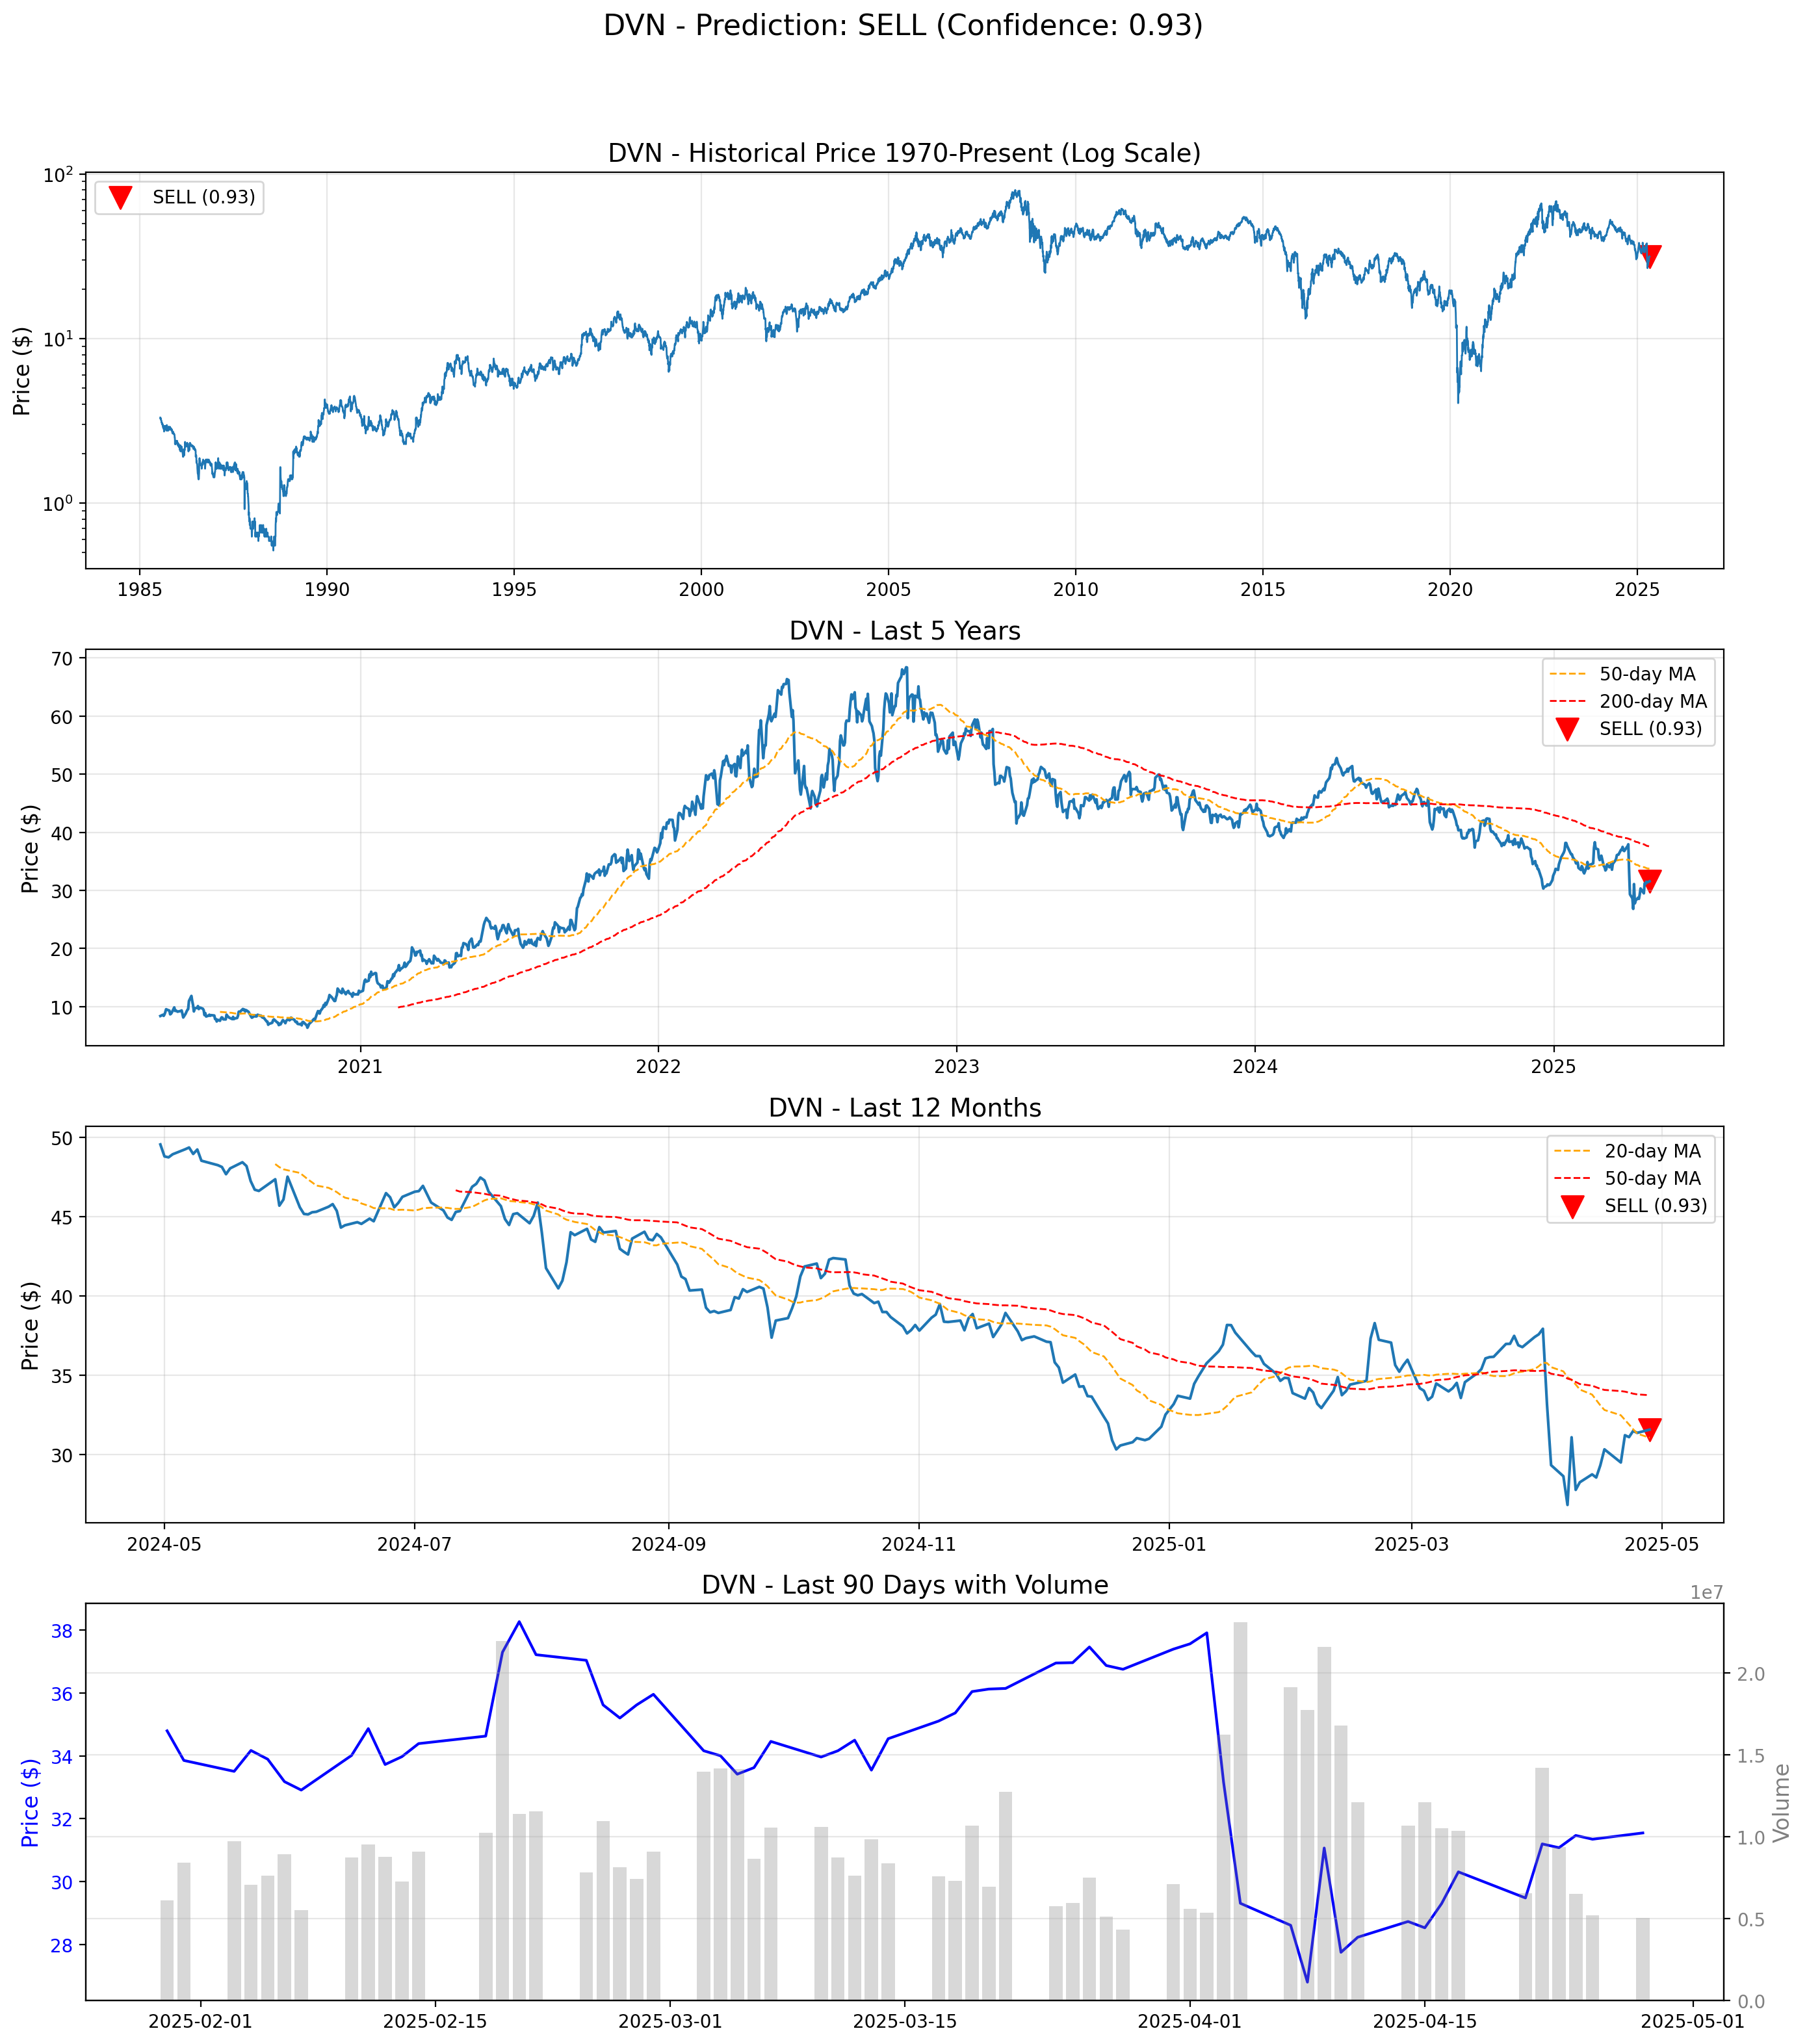 DVN - Prediction: SELL (Confidence: 0.93)
DVN - Historical Price 1970-Present (Log Scale)
Price ($)
10²
10¹
10⁰
SELL (0.93)
1985 1990 1995 2000 2005 2010 2015 2020 2025
DVN - Last 5 Years
Price ($)
70
60
50
40
30
20
10
50-day MA
200-day MA
SELL (0.93)
2021 2022 2023 2024 2025
DVN - Last 12 Months
Price ($)
50
45
40
35
30
20-day MA
50-day MA
SELL (0.93)
2024-05 2024-07 2024-09 2024-11 2025-01 2025-03 2025-05
DVN - Last 90 Days with Volume
1e7
Price ($)
38
36
34
32
30
28
2.0
1.5
1.0
0.5
0.0
Volume
2025-02-01 2025-02-15 2025-03-01 2025-03-15 2025-04-01 2025-04-15 2025-05-01